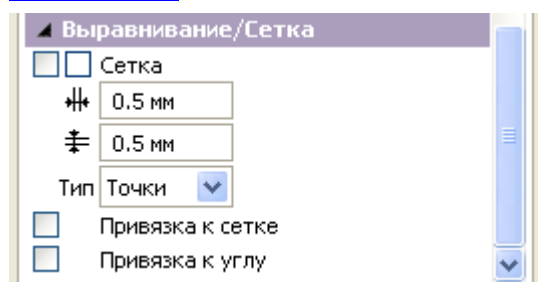 Выравнивание/Сетка
Сетка
0.5 мм
0.5 мм
Тип Точки
Привязка к сетке
Привязка к углу